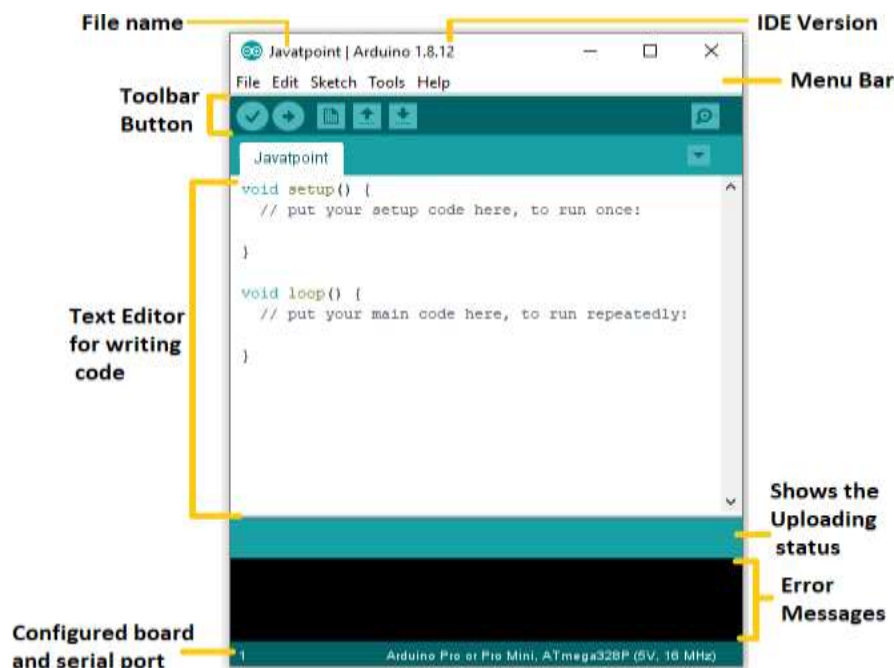 File name
IDE Version
Javatpoint | Arduino 1.8.12
File Edit Sketch Tools Help
Menu Bar
Toolbar
Button
Javatpoint
void setup() {
// put your setup code here, to run once:
}
void loop() {
// put your main code here, to run repeatedly:
}
Text Editor
for writing
code
Shows the
Uploading
status
Error
Messages
Configured board
and serial port
1
Arduino Pro or Pro Mini, ATmega328P (5V, 16 MHz)